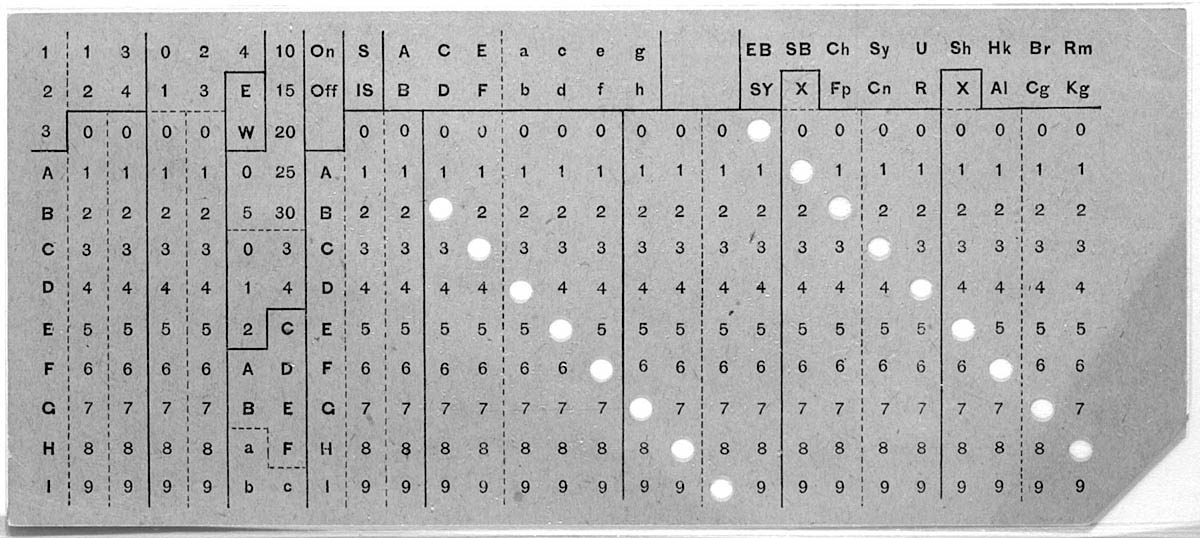 1 1 3 0 2 4 10 On S A C E a c e g EB SB Ch Sy U Sh Hk Br Rm
2 2 4 1 3 E 15 Off IS B D F b d f h SY X Fp Cn R X Al Cg Kg
3 0 0 0 0 W 20 0 0 0 0 0 0 0 0 0 0 0 0 0 0 0 0 0 0
A 1 1 1 1 0 25 A 1 1 1 1 1 1 1 1 1 1 1 1 1 1 1 1 1 1
B 2 2 2 2 5 30 B 2 2 2 2 2 2 2 2 2 2 2 2 2 2 2 2 2
C 3 3 3 3 0 3 C 3 3 3 3 3 3 3 3 3 3 3 3 3 3 3 3 3
D 4 4 4 4 1 4 D 4 4 4 4 4 4 4 4 4 4 4 4 4 4 4 4 4
E 5 5 5 5 2 C E 5 5 5 5 5 5 5 5 5 5 5 5 5 5 5 5 5
F 6 6 6 6 A D F 6 6 6 6 6 6 6 6 6 6 6 6 6 6 6 6 6
G 7 7 7 7 B E G 7 7 7 7 7 7 7 7 7 7 7 7 7 7 7 7 7
H 8 8 8 8 a F H 8 8 8 8 8 8 8 8 8 8 8 8 8 8 8 8 8
I 9 9 9 9 b c I 9 9 9 9 9 9 9 9 9 9 9 9 9 9 9 9 9 9